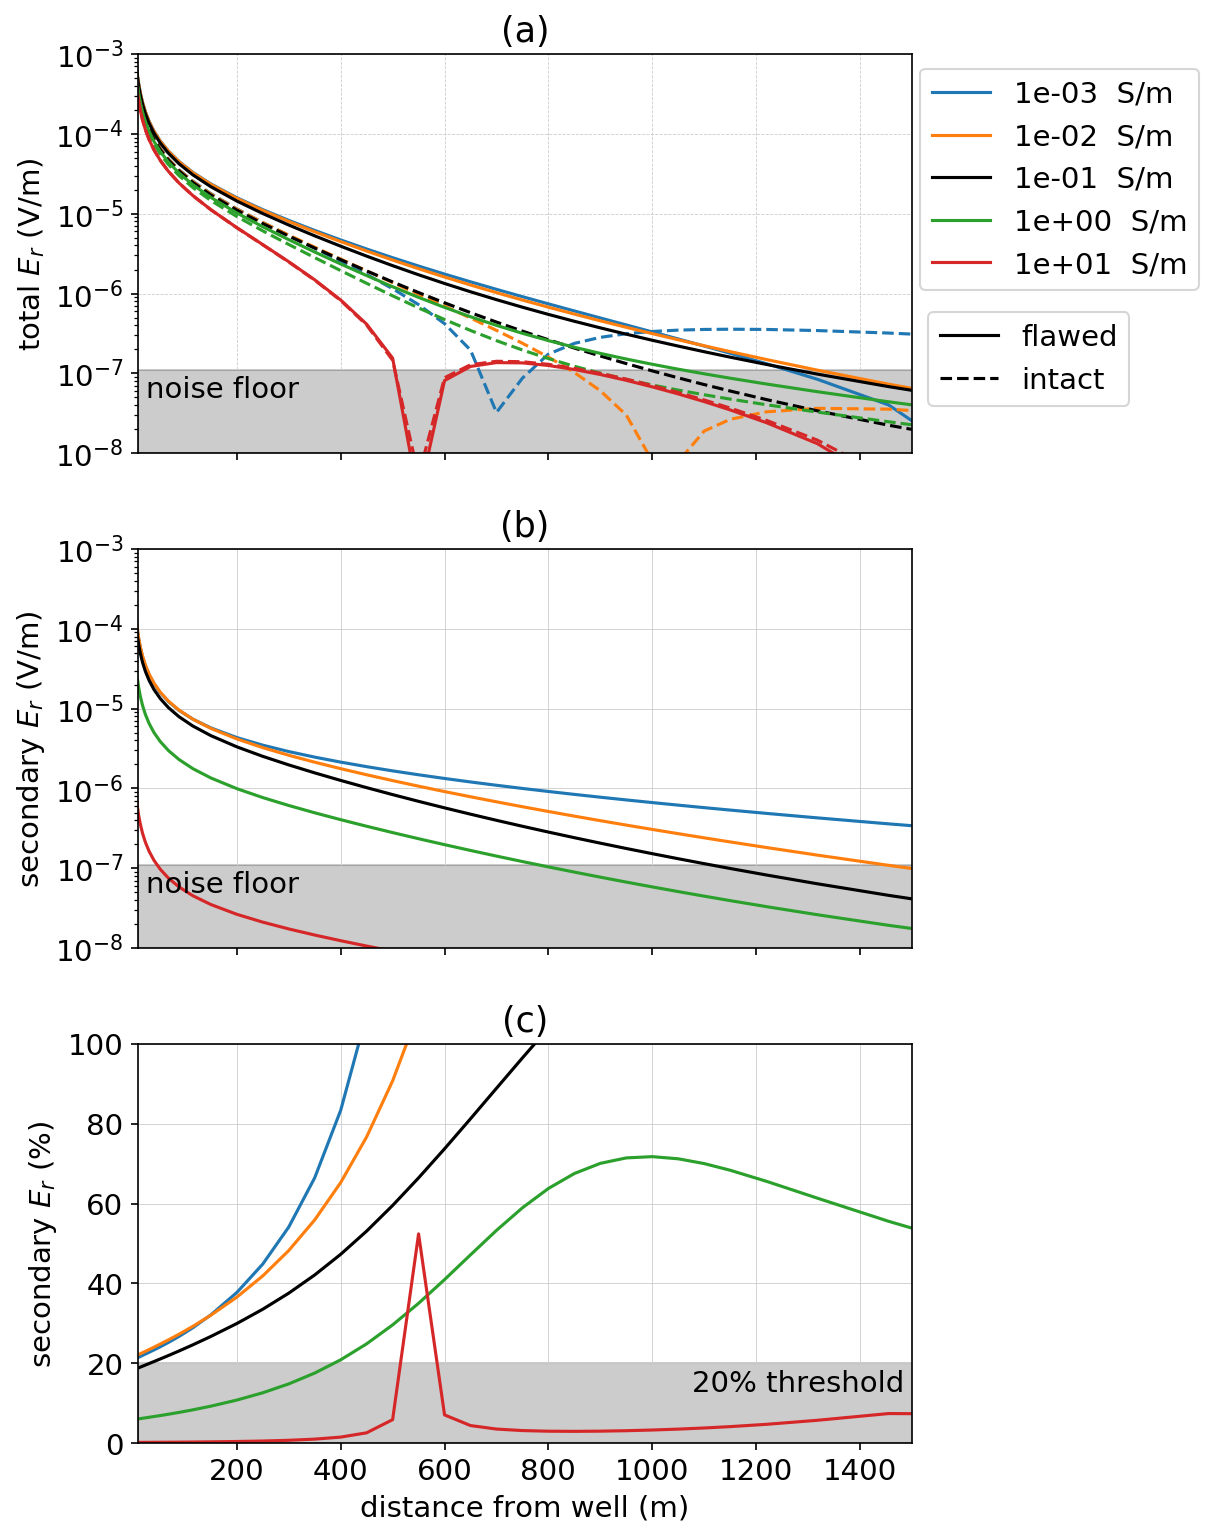 (a)
10⁻³
10⁻⁴
10⁻⁵
10⁻⁶
10⁻⁷
10⁻⁸
total Eᵣ (V/m)
noise floor
1e-03 S/m
1e-02 S/m
1e-01 S/m
1e+00 S/m
1e+01 S/m
flawed
intact
(b)
10⁻³
10⁻⁴
10⁻⁵
10⁻⁶
10⁻⁷
10⁻⁸
secondary Eᵣ (V/m)
noise floor
(c)
100
80
60
40
20
0
secondary Eᵣ (%)
20% threshold
200 400 600 800 1000 1200 1400
distance from well (m)